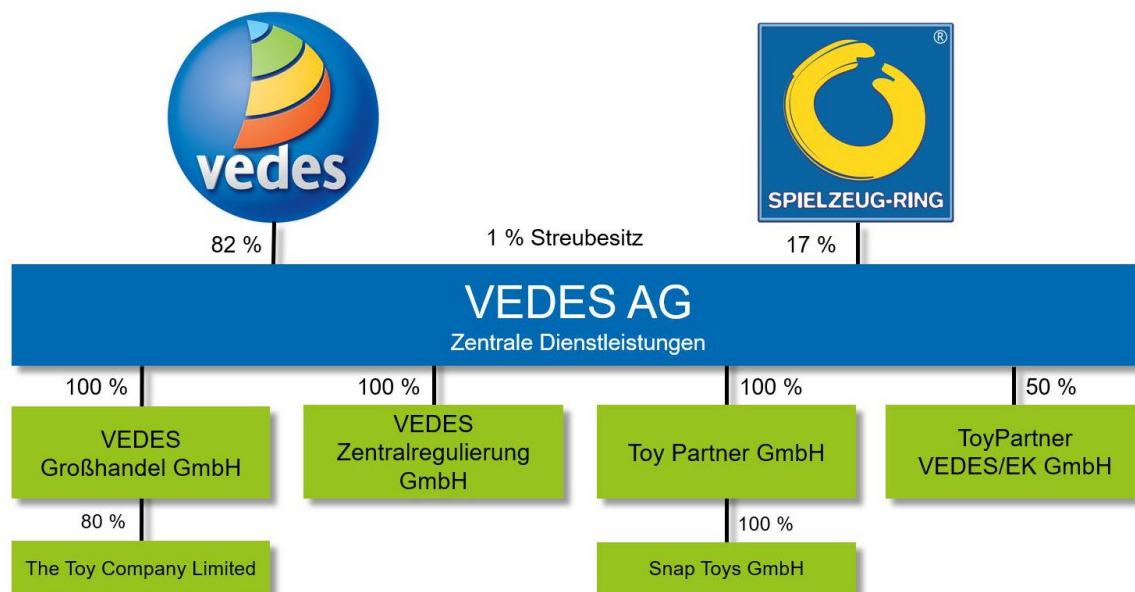 vedes
®
SPIELZEUG-RING
82 %
1 % Streubesitz
17 %
VEDES AG
Zentrale Dienstleistungen
100 %
100 %
100 %
50 %
VEDES
Großhandel GmbH
VEDES
Zentralregulierung
GmbH
Toy Partner GmbH
ToyPartner
VEDES/EK GmbH
80 %
100 %
The Toy Company Limited
Snap Toys GmbH